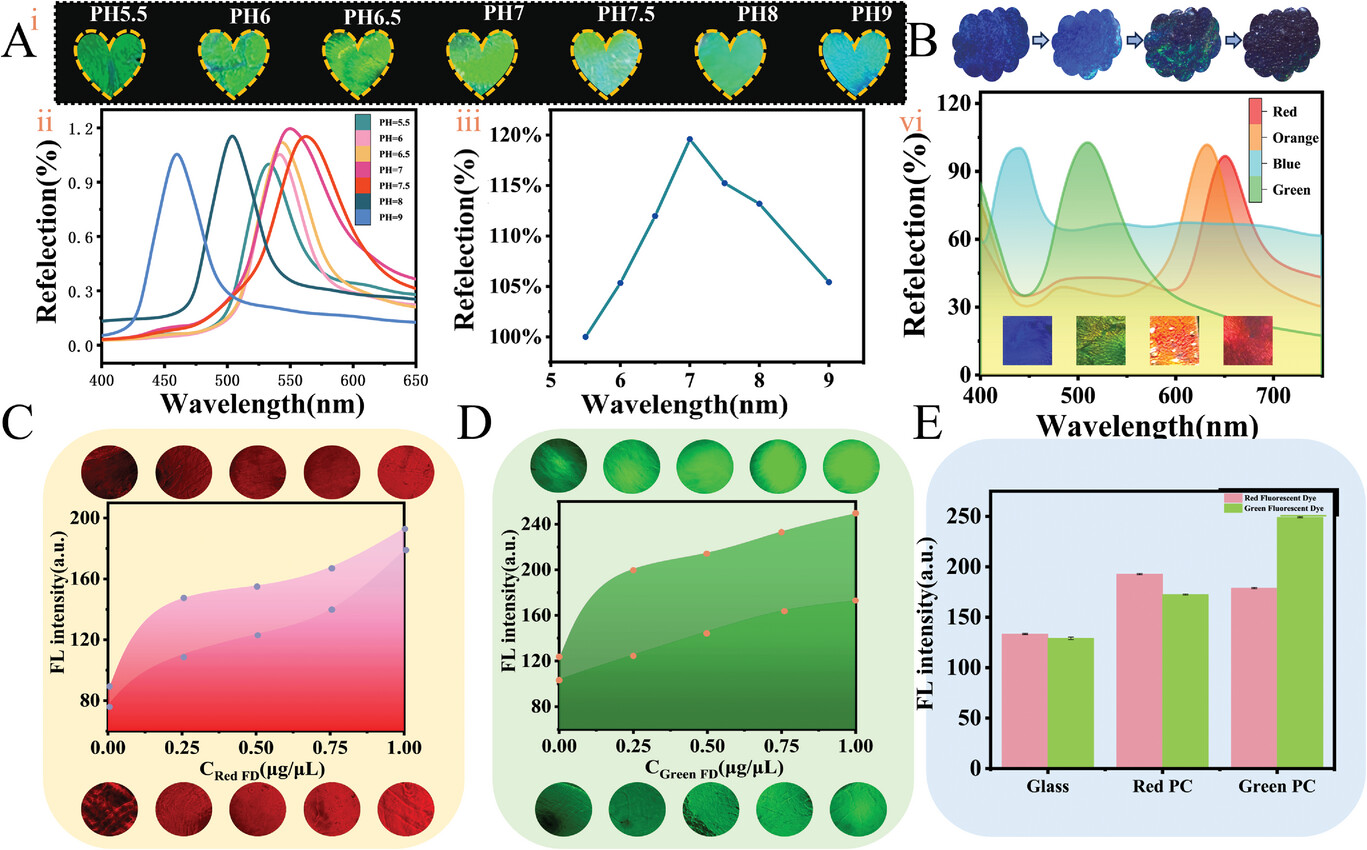 A
i
PH5.5 PH6 PH6.5 PH7 PH7.5 PH8 PH9
B
ii
Refelection(%)
1.2
0.9
0.6
0.3
0.0
400 450 500 550 600 650
Wavelength(nm)
PH=5.5
PH=6
PH=6.5
PH=7
PH=7.5
PH=8
PH=9
iii
Refelection(%)
120%
115%
110%
105%
100%
5 6 7 8 9
Wavelength(nm)
vi
Refelection(%)
120
90
60
30
0
400 500 600 700
Wavelength(nm)
Red
Orange
Blue
Green
C
FL intensity(a.u.)
200
160
120
80
0.00 0.25 0.50 0.75 1.00
C Red FD(μg/μL)
D
FL intensity(a.u.)
240
200
160
120
80
0.00 0.25 0.50 0.75 1.00
C Green FD(μg/μL)
E
FL intensity(a.u.)
250
200
150
100
50
0
Red Fluorescent Dye
Green Fluorescent Dye
Glass Red PC Green PC